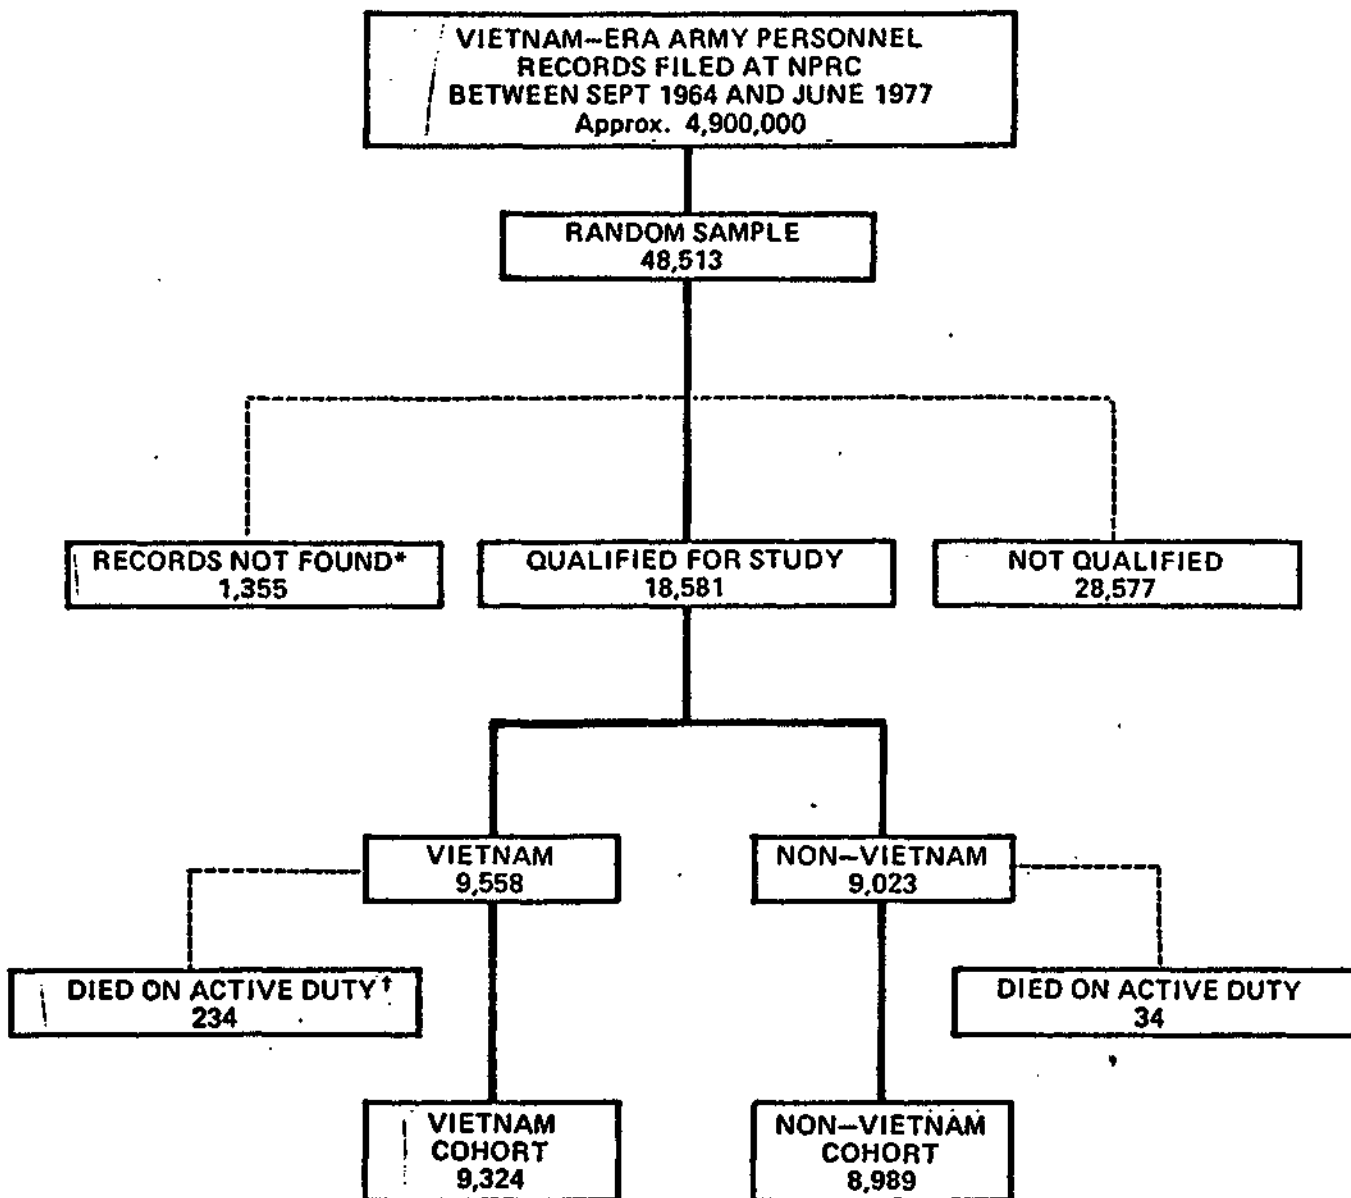 VIETNAM-ERA ARMY PERSONNEL
RECORDS FILED AT NPRC
BETWEEN SEPT 1964 AND JUNE 1977
Approx. 4,900,000
RANDOM SAMPLE
48,513
RECORDS NOT FOUND*
1,355
QUALIFIED FOR STUDY
18,581
NOT QUALIFIED
28,577
VIETNAM
9,558
NON-VIETNAM
9,023
DIED ON ACTIVE DUTY†
234
DIED ON ACTIVE DUTY
34
VIETNAM
COHORT
9,324
NON-VIETNAM
COHORT
8,989